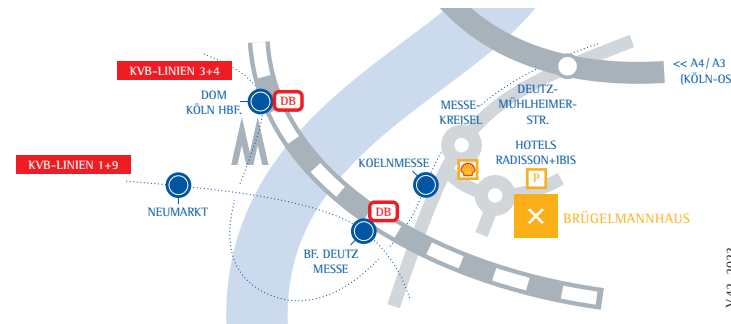 KVB-LINIEN 3+4
DOM
KÖLN HBF.
DB
<< A4/A3
(KÖLN-OS
DEUTZ-
MÜHLHEIMER-
STR.
MESSE-
KREISEL
HOTELS
RADISSON+IBIS
P
KOELNMESSE
KVB-LINIEN 1+9
NEUMARKT
DB
BF. DEUTZ
MESSE
BRÜGELMANNHAUS